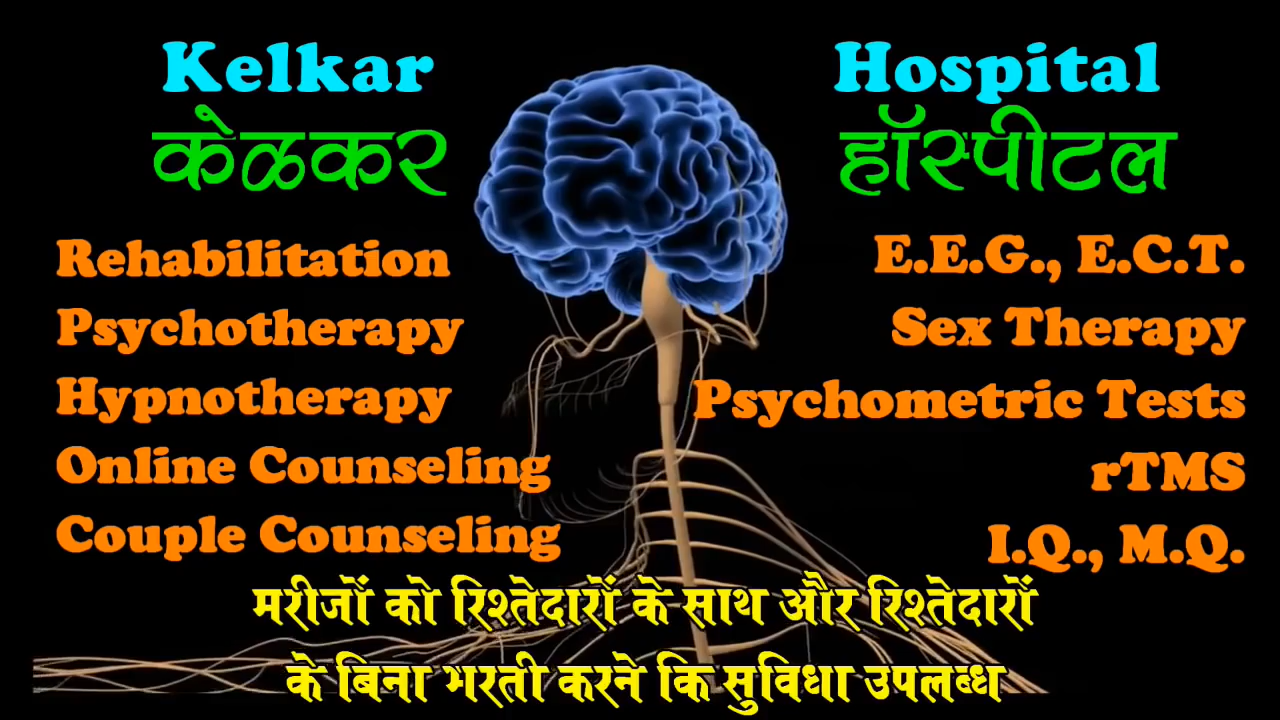 Kelkar Hospital
केळकर हॉस्पीटल
Rehabilitation
Psychotherapy
Hypnotherapy
Online Counseling
Couple Counseling
E.E.G., E.C.T.
Sex Therapy
Psychometric Tests
rTMS
I.Q., M.Q.
मरीजों को रिश्तेदारों के साथ और रिश्तेदारों
के बिना भरती करने कि सुविधा उपलब्ध